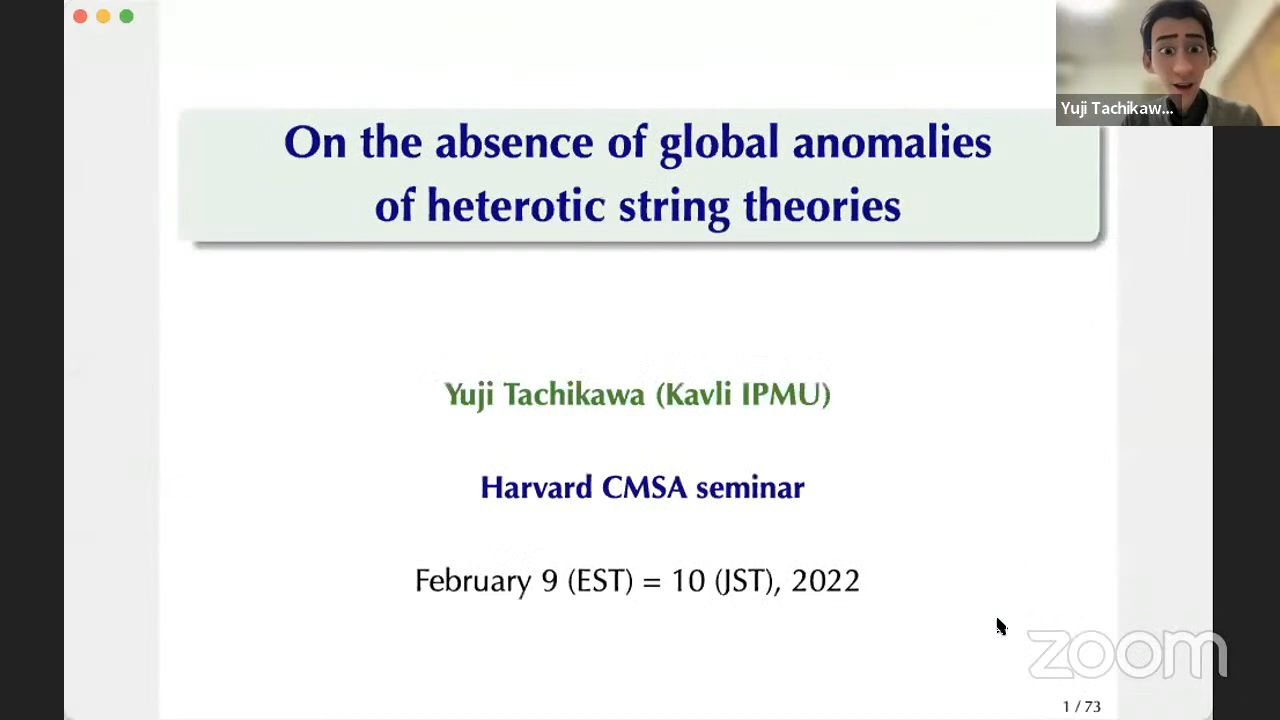 On the absence of global anomalies
of heterotic string theories
Yuji Tachikaw...
Yuji Tachikawa (Kavli IPMU)
Harvard CMSA seminar
February 9 (EST) = 10 (JST), 2022
zoom
1 / 73